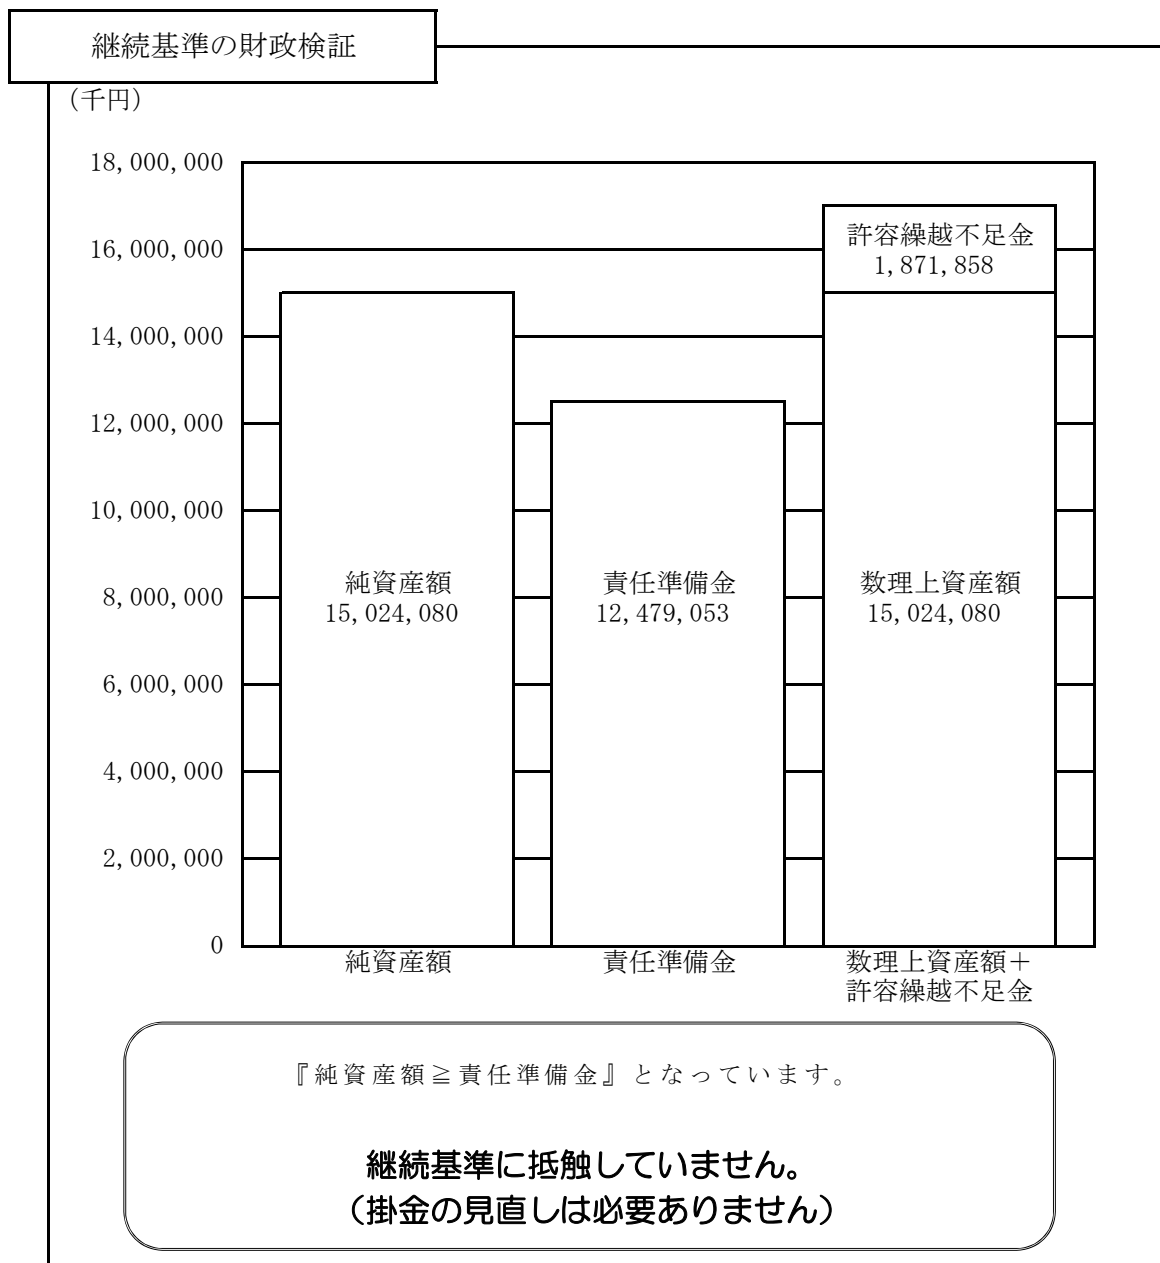 継続基準の財政検証
(千円)
18,000,000
16,000,000
14,000,000
12,000,000
10,000,000
8,000,000
6,000,000
4,000,000
2,000,000
0
許容繰越不足金
1,871,858
純資産額
15,024,080
責任準備金
12,479,053
数理上資産額
15,024,080
純資産額
責任準備金
数理上資産額＋
許容繰越不足金
『純資産額≧責任準備金』となっています。
継続基準に抵触していません。
（掛金の見直しは必要ありません）